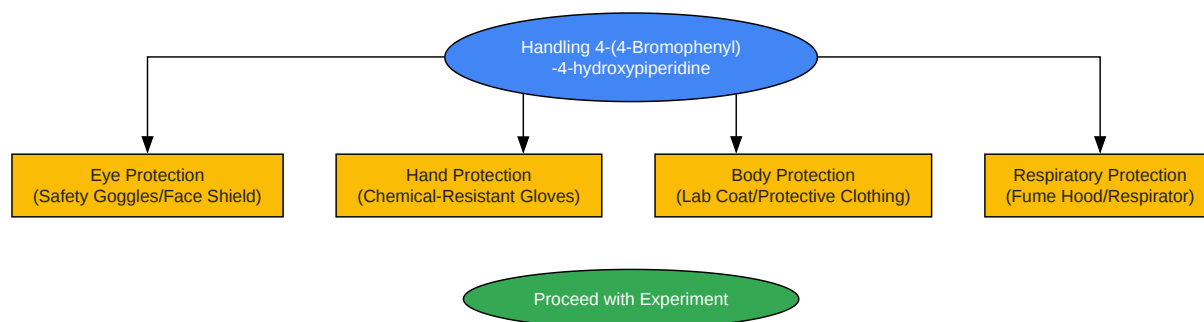 Handling 4-(4-Bromophenyl)
-4-hydroxypiperidine
Eye Protection
(Safety Goggles/Face Shield)
Hand Protection
(Chemical-Resistant Gloves)
Body Protection
(Lab Coat/Protective Clothing)
Respiratory Protection
(Fume Hood/Respirator)
Proceed with Experiment